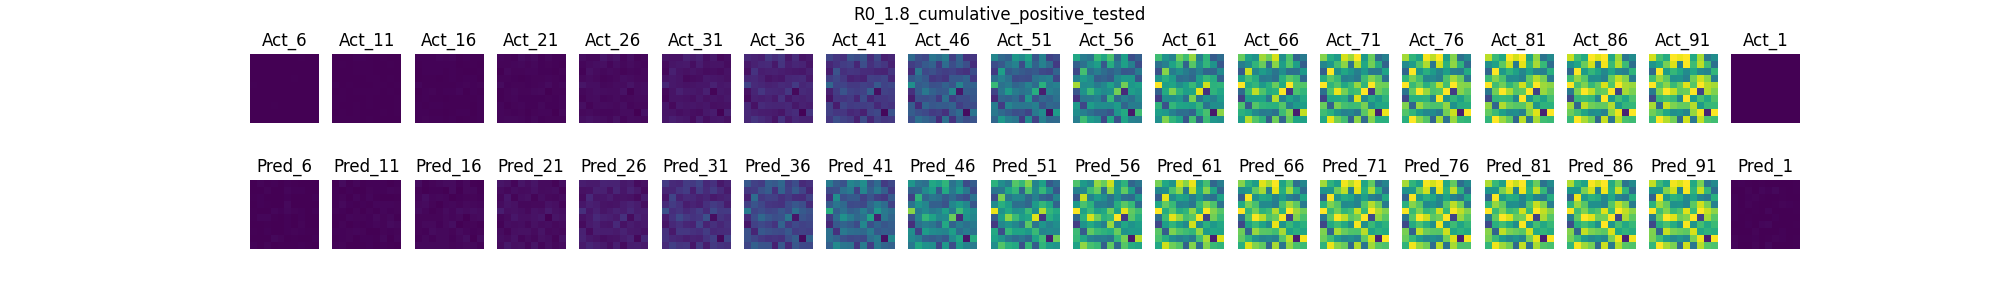 R0_1.8_cumulative_positive_tested
Act_6 Act_11 Act_16 Act_21 Act_26 Act_31 Act_36 Act_41 Act_46 Act_51 Act_56 Act_61 Act_66 Act_71 Act_76 Act_81 Act_86 Act_91 Act_1
Pred_6 Pred_11 Pred_16 Pred_21 Pred_26 Pred_31 Pred_36 Pred_41 Pred_46 Pred_51 Pred_56 Pred_61 Pred_66 Pred_71 Pred_76 Pred_81 Pred_86 Pred_91 Pred_1